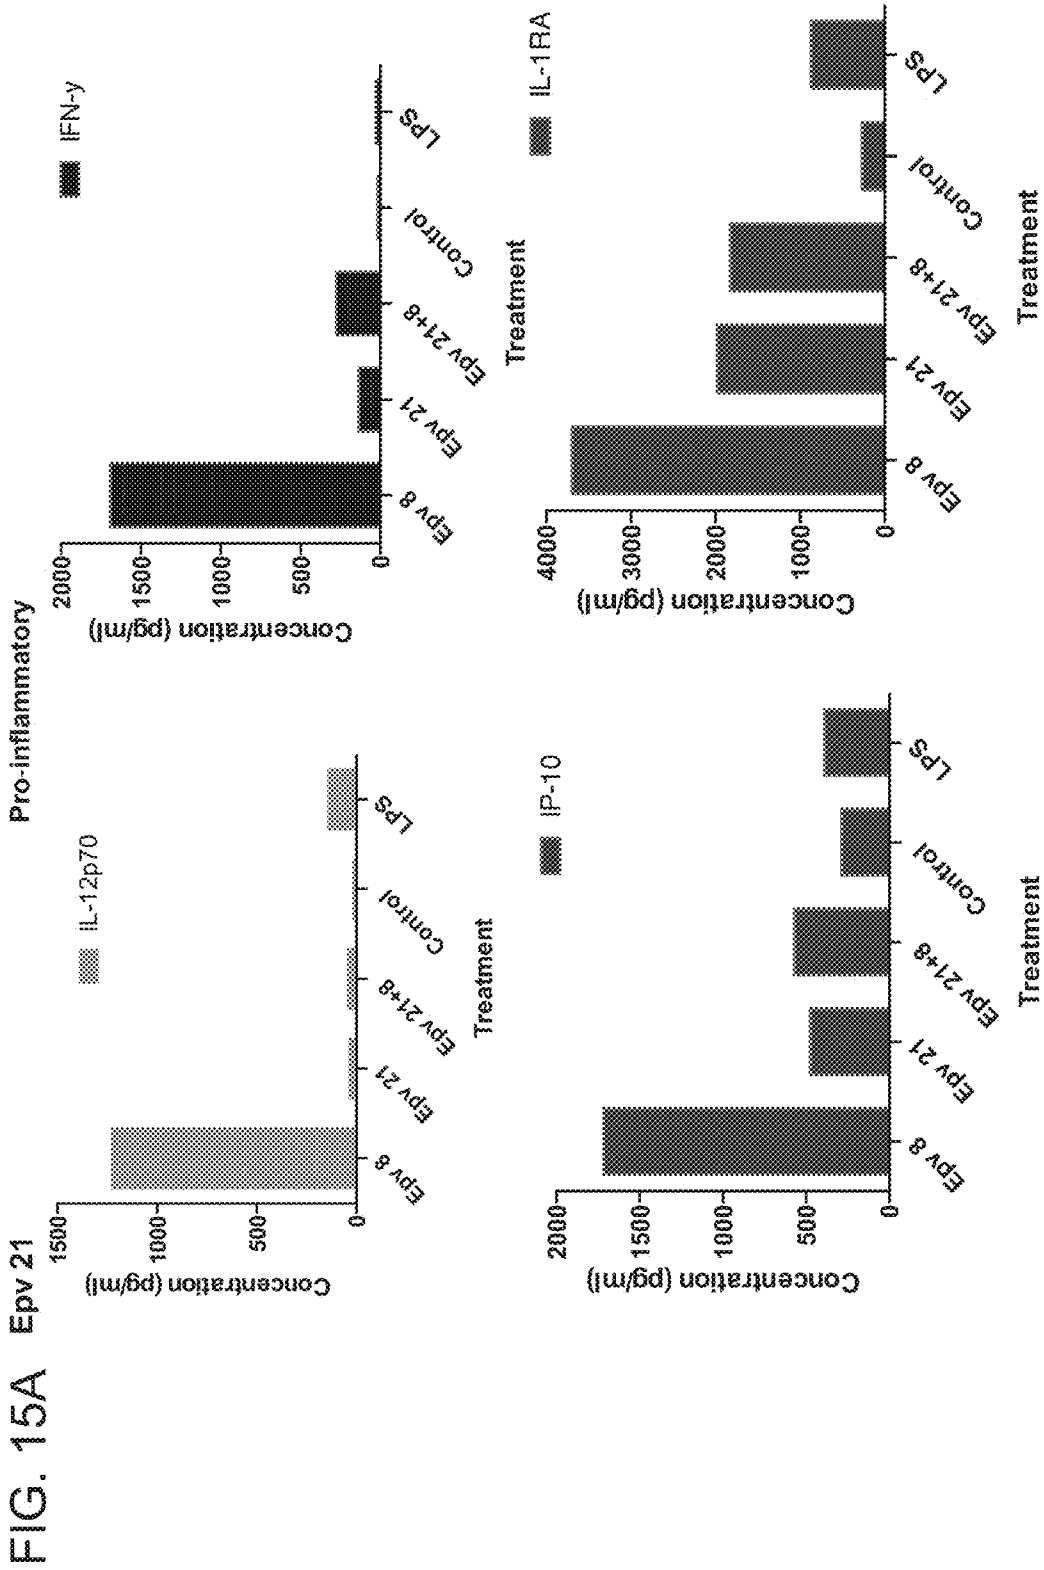 FIG. 15A
Epv 21
Pro-inflammatory
IL-12p70
Concentration (pg/ml)
1500
1000
500
0
Epv 8
Epv 21
Epv 21+8
Control
LPS
Treatment
IFN-y
Concentration (pg/ml)
2000
1500
1000
500
0
Epv 8
Epv 21
Epv 21+8
Control
LPS
Treatment
IP-10
Concentration (pg/ml)
2000
1500
1000
500
0
Epv 8
Epv 21
Epv 21+8
Control
LPS
Treatment
IL-1RA
Concentration (pg/ml)
4000
3000
2000
1000
0
Epv 8
Epv 21
Epv 21+8
Control
LPS
Treatment